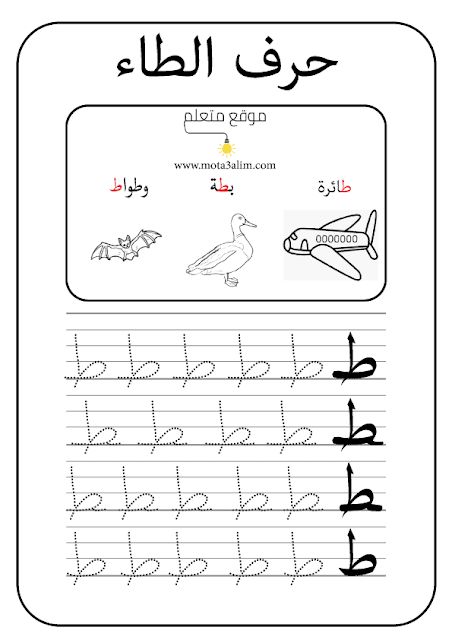 حرف الطاء
موقع متعلم
www.mota3alim.com
طائرة بطة وطواط
ط ط ط ط ط ط
ط ط ط ط ط ط
ط ط ط ط ط ط
ط ط ط ط ط ط